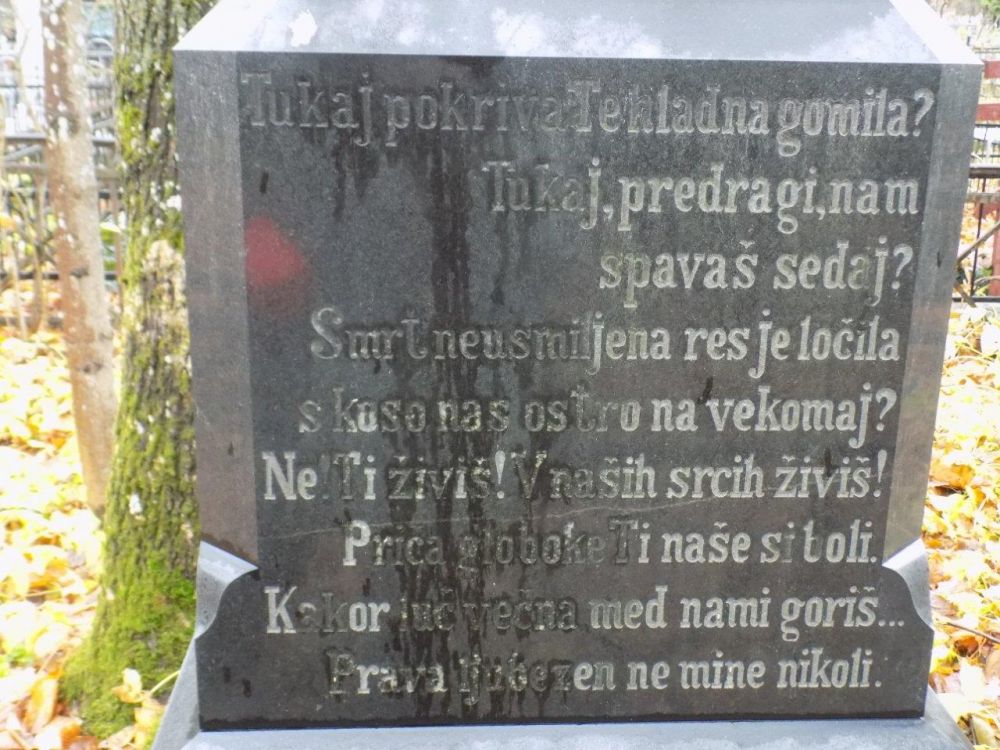 Tukaj pokriva Te hladna gomila?
Tukaj, predragi, nam
spavaš sedaj?
Smrt neusmiljena res je ločila
s koso nas ostro na vekomaj?
Ne! Ti živiš! V naših srcih živiš!
Priča globoke Ti naše si boli.
Kakor luč večna med nami goriš...
Prava ljubezen ne mine nikoli.